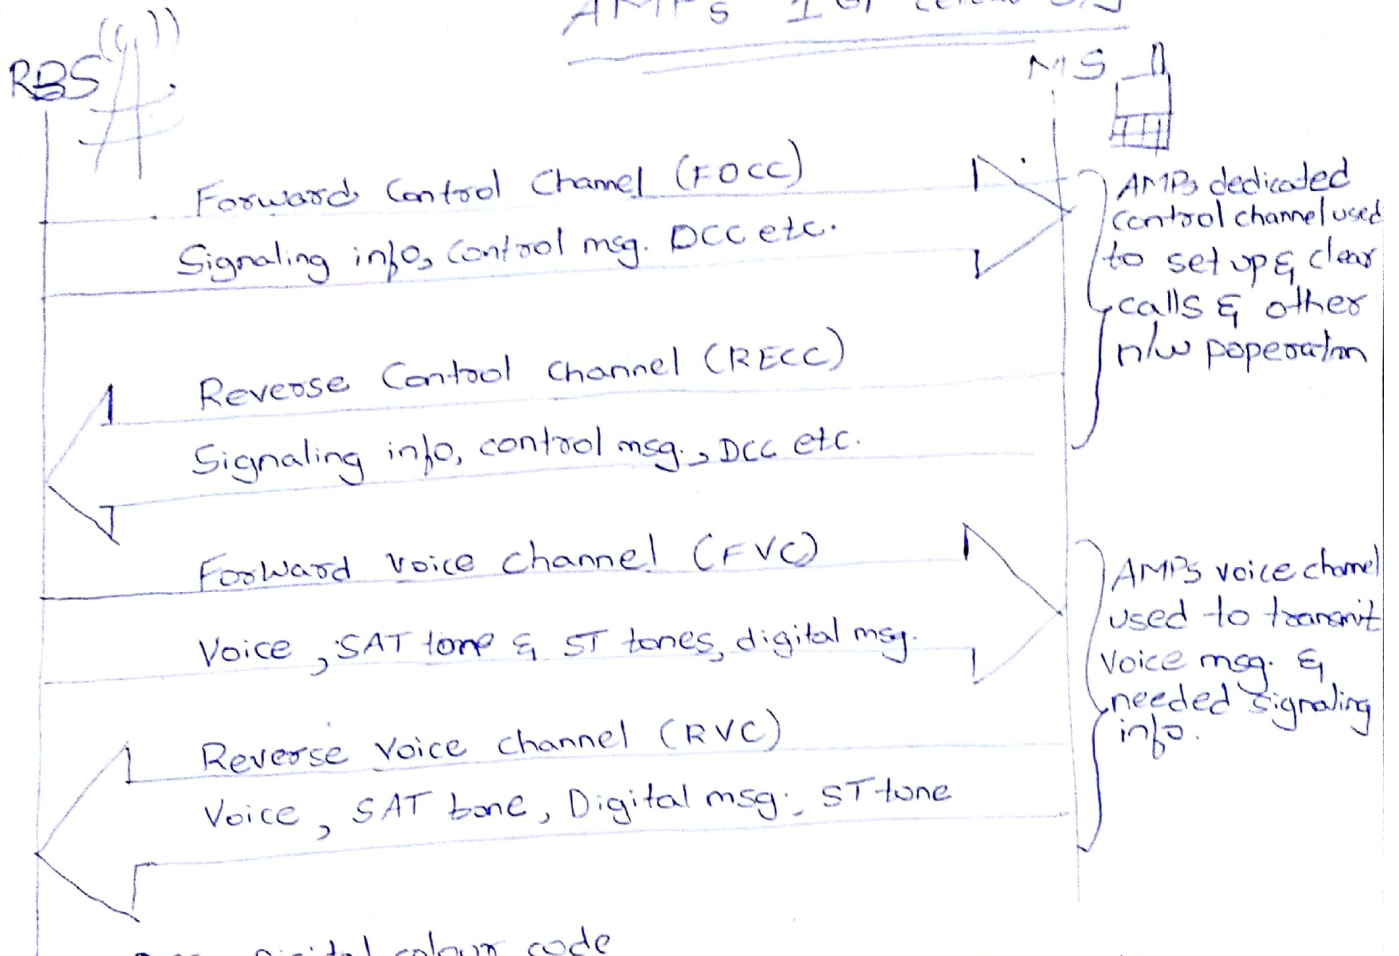 AMPs 1st
RBS
MS
Forward Control Channel (FOCC)
Signaling info, control msg. DCC etc.
AMPs dedicated
control channel used
to set up & clear
calls & other
n/w poperation
Reverse Control Channel (RECC)
Signaling info, control msg., DCC etc.
Forward voice channel (FVC)
Voice, SAT tone & ST tones, digital msg.
AMPs voice channel
used to transmit
voice msg. &
needed signaling
info.
Reverse voice channel (RVC)
Voice, SAT tone, Digital msg., ST tone
Digital colour code